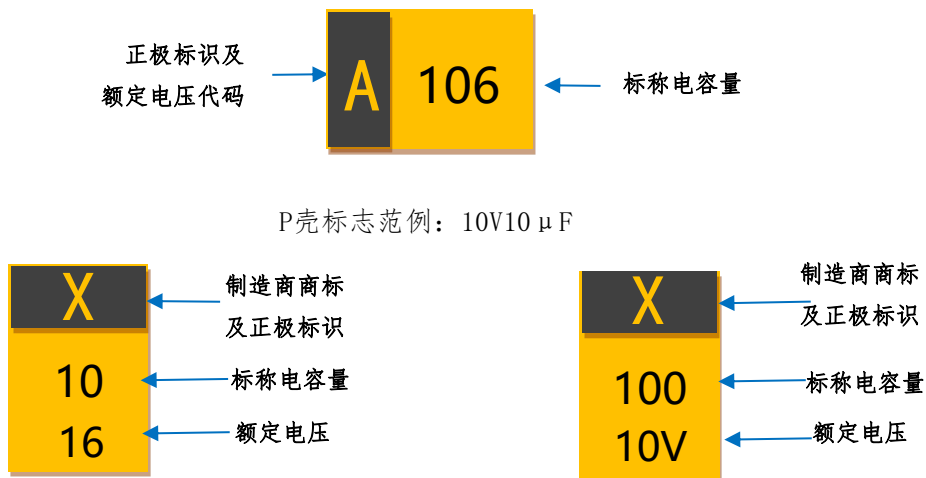 正极标识及
额定电压代码
A
106
标称电容量
P壳标志范例：10V10μF
X
制造商商标
及正极标识
10
标称电容量
16
额定电压
X
制造商商标
及正极标识
100
标称电容量
10V
额定电压